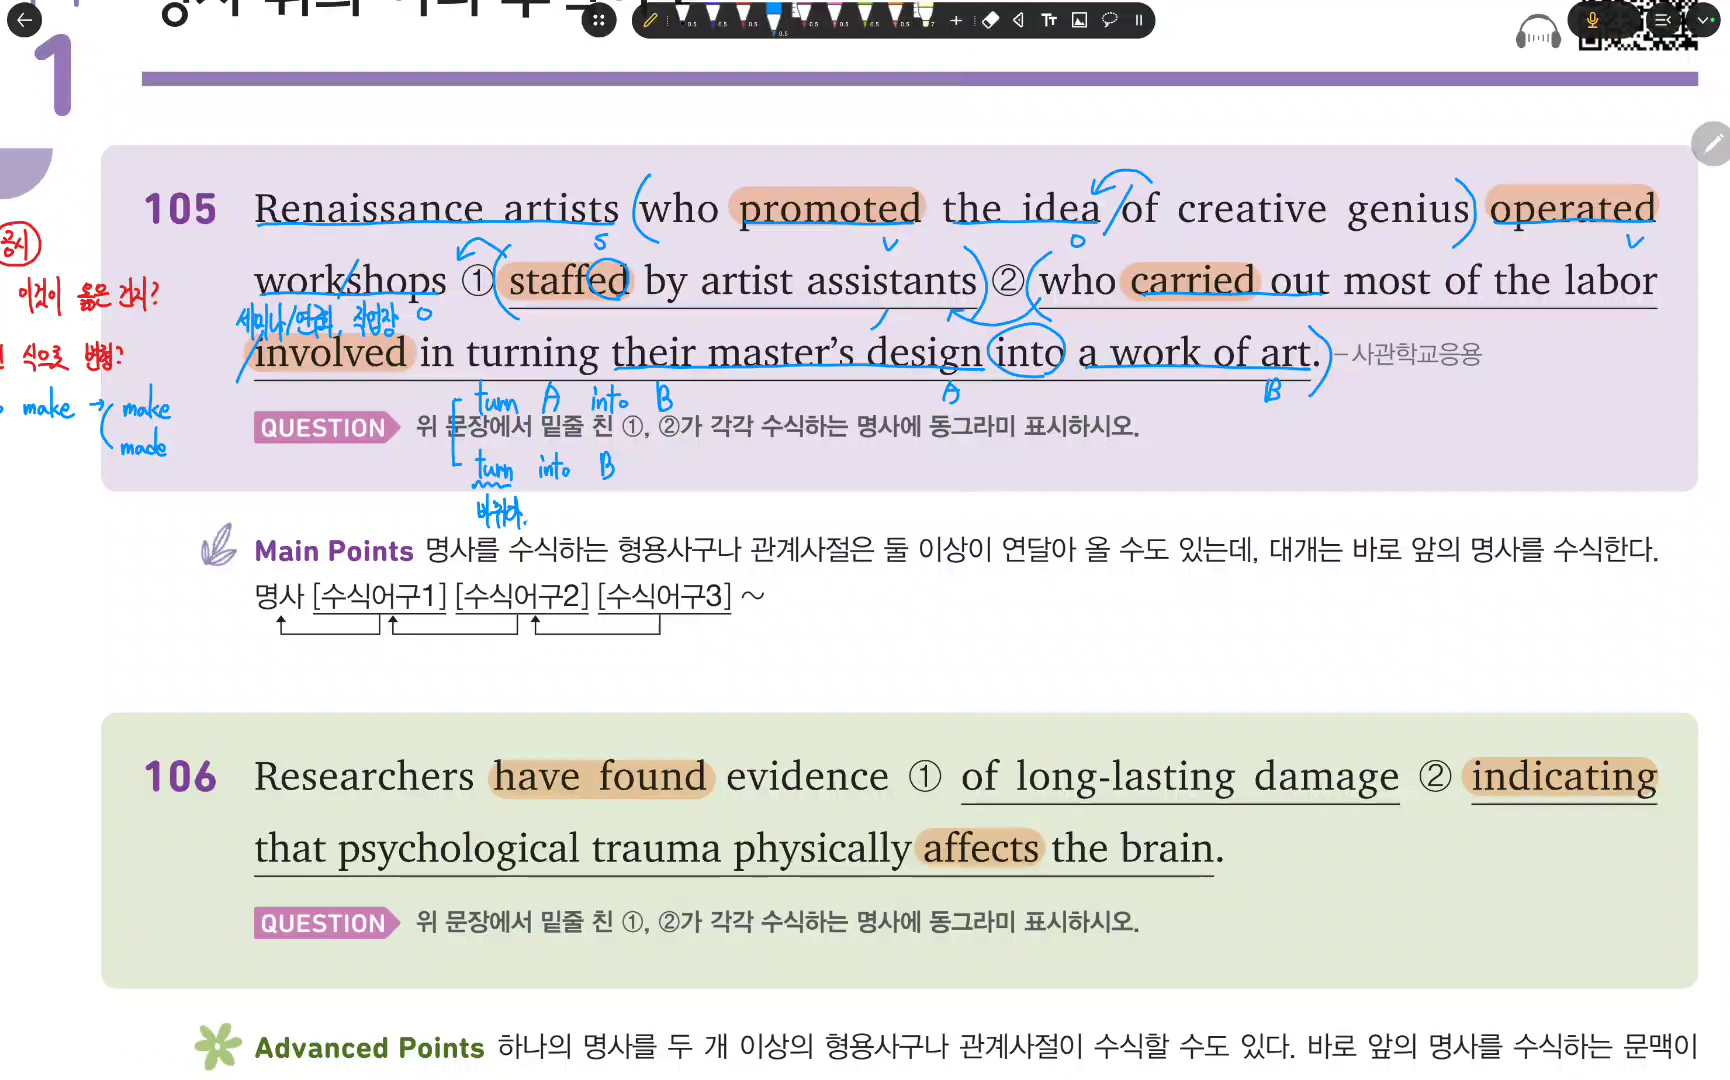 1
105 Renaissance artists (who promoted the idea / of creative genius) operated
S V O V
workshops ① (staffed by artist assistants) ② (who carried out most of the labor
세미나/연회, 작업장 O
involved in turning their master's design into a work of art.) – 사관학교응용
turn A into B A B
QUESTION 위 문장에서 밑줄 친 ①, ②가 각각 수식하는 명사에 동그라미 표시하시오.
turn into B
바뀌다.
공시
이것이 옳은 건지?
식으로 변형?
make → make
made
Main Points 명사를 수식하는 형용사구나 관계사절은 둘 이상이 연달아 올 수도 있는데, 대개는 바로 앞의 명사를 수식한다.
명사 [수식어구1] [수식어구2] [수식어구3] ~
106 Researchers have found evidence ① of long-lasting damage ② indicating
that psychological trauma physically affects the brain.
QUESTION 위 문장에서 밑줄 친 ①, ②가 각각 수식하는 명사에 동그라미 표시하시오.
Advanced Points 하나의 명사를 두 개 이상의 형용사구나 관계사절이 수식할 수도 있다. 바로 앞의 명사를 수식하는 문맥이